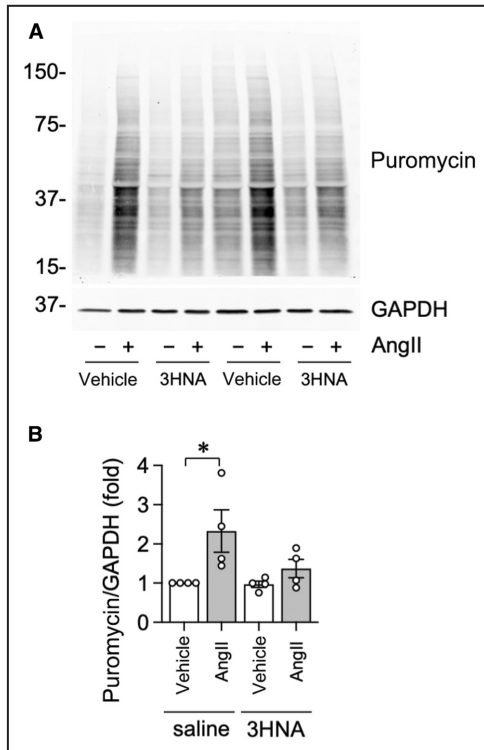 A
150-
75-
Puromycin
37-
15-
37-
GAPDH
− + − + − + − + AngII
Vehicle 3HNA Vehicle 3HNA
B
*
Puromycin/GAPDH (fold)
4
3
2
1
0
Vehicle AngII Vehicle AngII
saline 3HNA